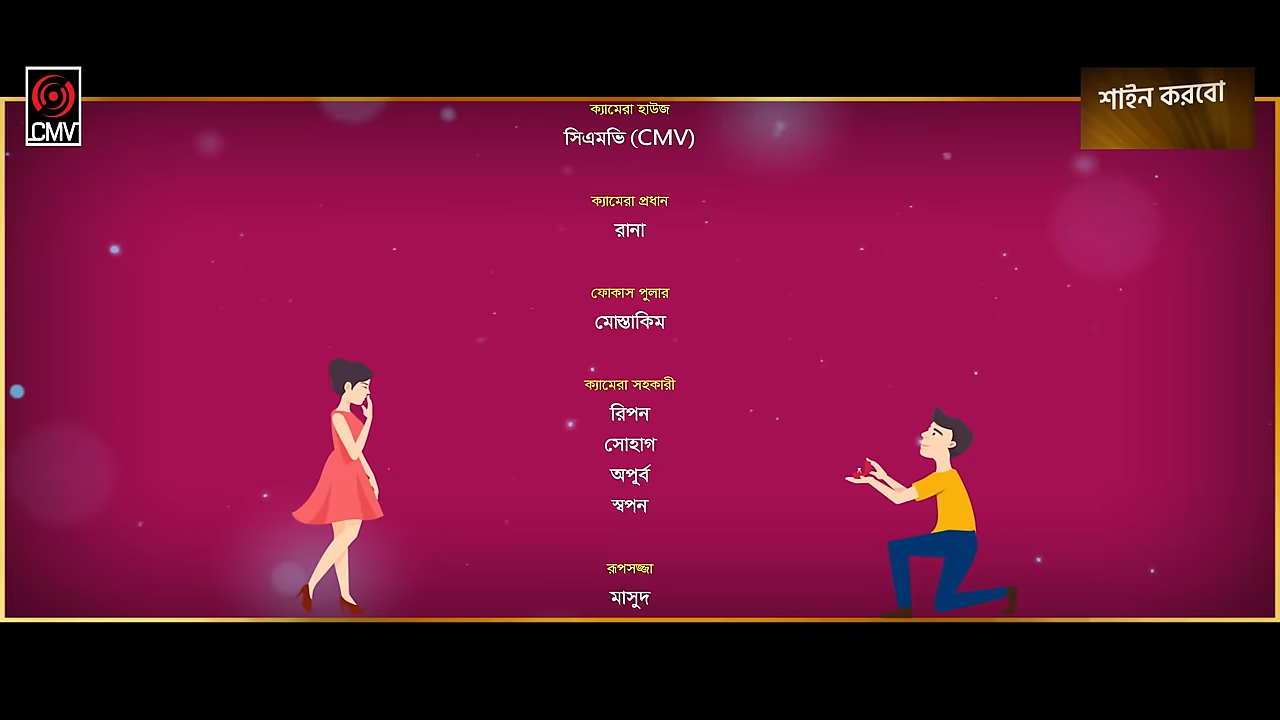 CMV
শাইন করবো
ক্যামেরা হাউজ
সিএমভি (CMV)
ক্যামেরা প্রধান
রানা
ফোকাস পুলার
মোস্তাকিম
ক্যামেরা সহকারী
রিপন
সোহাগ
অপূর্ব
স্বপন
রূপসজ্জা
মাসুদ